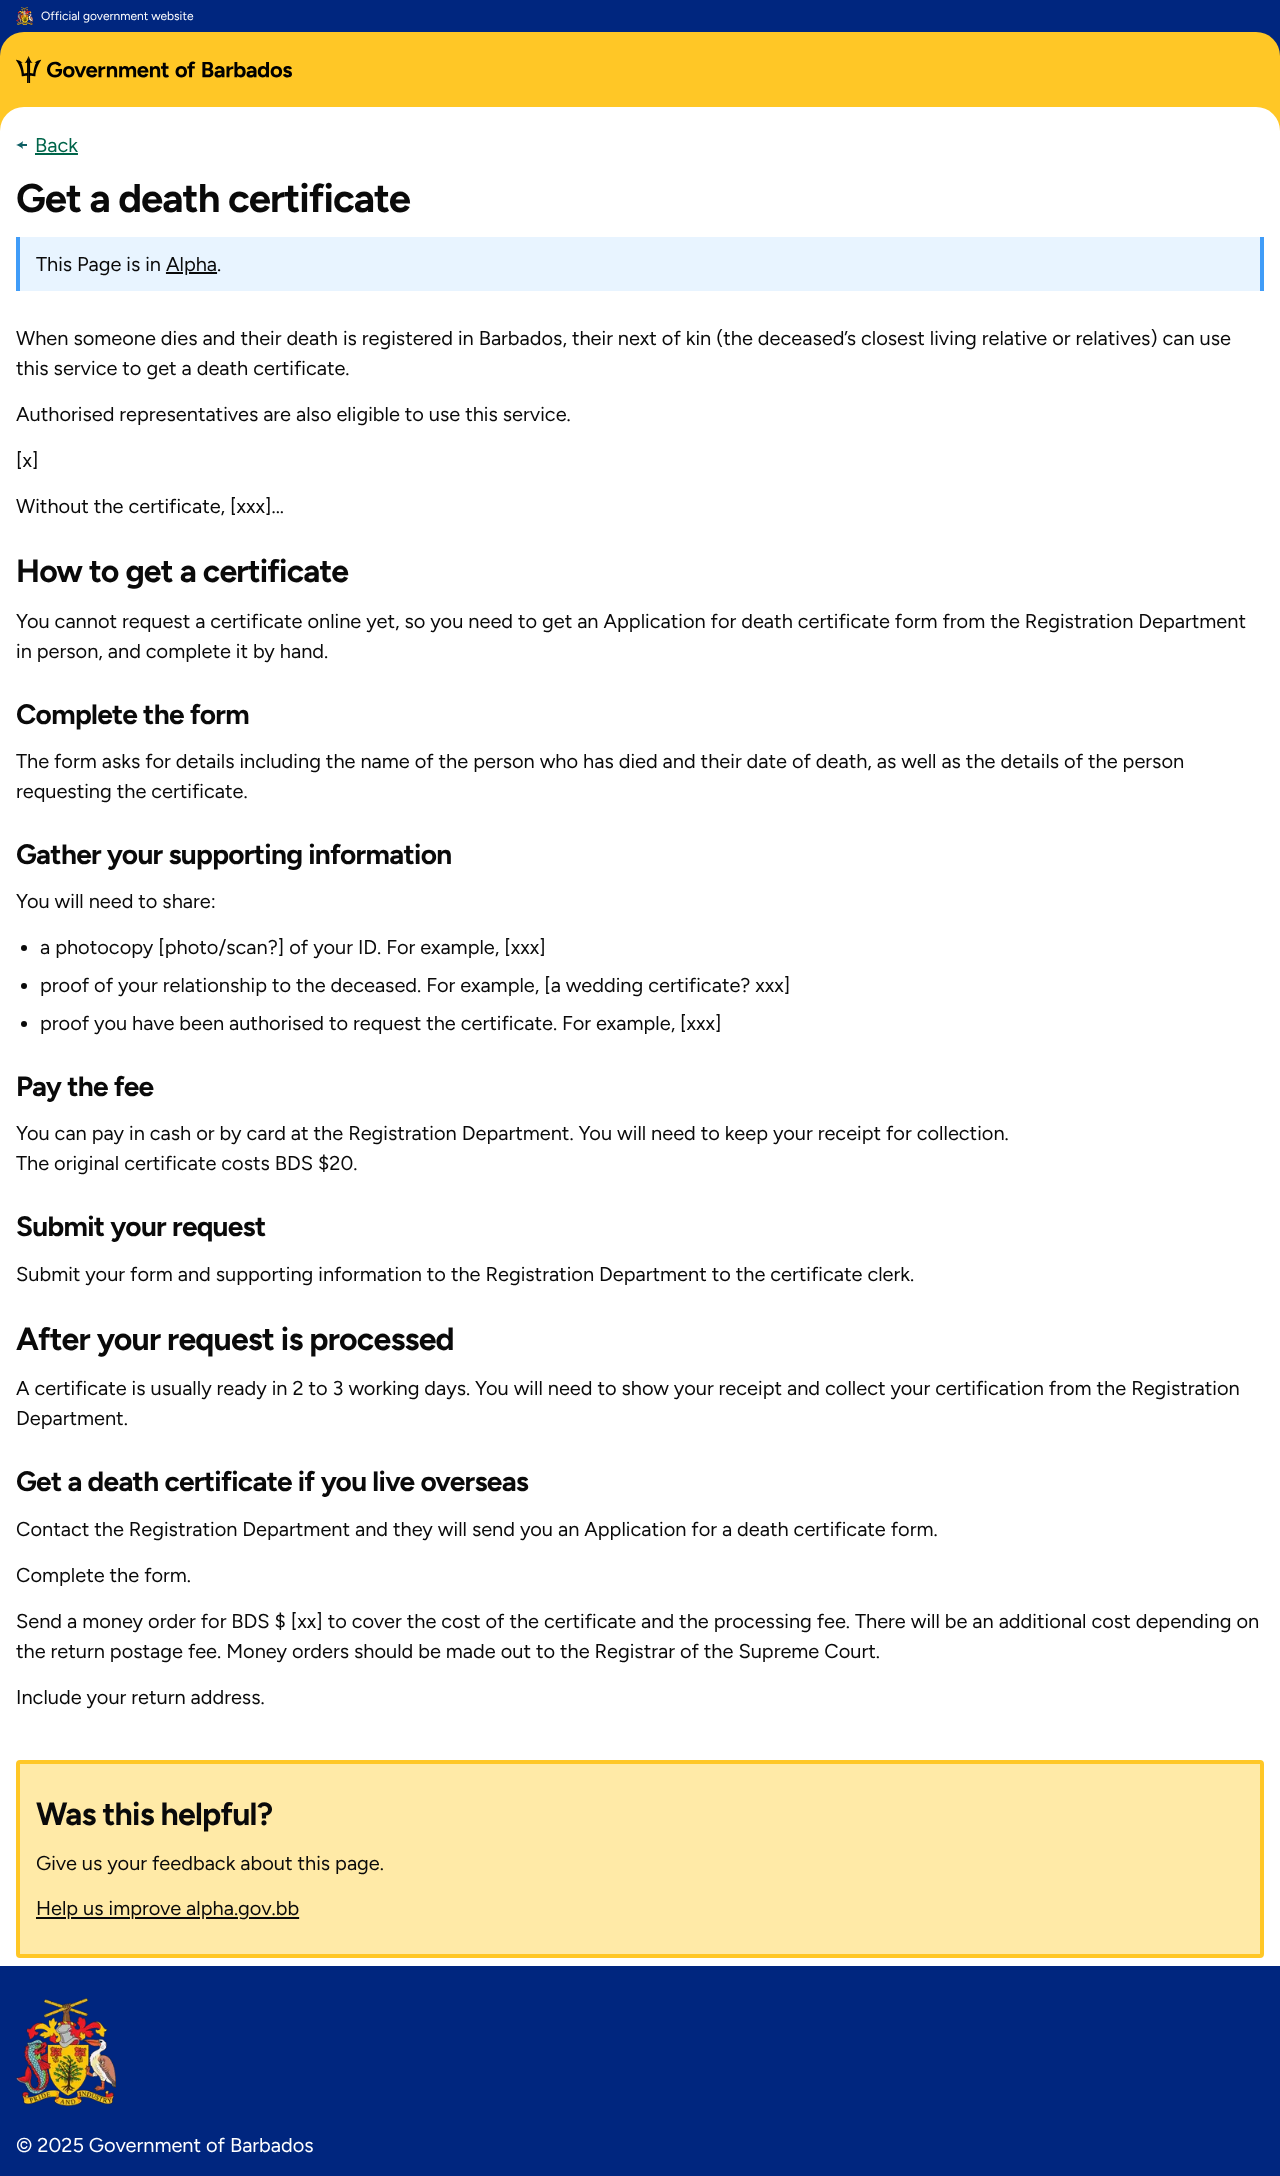 Official government website
Government of Barbados
Back
Get a death certificate
This Page is in Alpha.
When someone dies and their death is registered in Barbados, their next of kin (the deceased’s closest living relative or relatives) can use
this service to get a death certificate.
Authorised representatives are also eligible to use this service.
[x]
Without the certificate, [xxx]...
How to get a certificate
You cannot request a certificate online yet, so you need to get an Application for death certificate form from the Registration Department
in person, and complete it by hand.
Complete the form
The form asks for details including the name of the person who has died and their date of death, as well as the details of the person
requesting the certificate.
Gather your supporting information
You will need to share:
• a photocopy [photo/scan?] of your ID. For example, [xxx]
• proof of your relationship to the deceased. For example, [a wedding certificate? xxx]
• proof you have been authorised to request the certificate. For example, [xxx]
Pay the fee
You can pay in cash or by card at the Registration Department. You will need to keep your receipt for collection.
The original certificate costs BDS $20.
Submit your request
Submit your form and supporting information to the Registration Department to the certificate clerk.
After your request is processed
A certificate is usually ready in 2 to 3 working days. You will need to show your receipt and collect your certification from the Registration
Department.
Get a death certificate if you live overseas
Contact the Registration Department and they will send you an Application for a death certificate form.
Complete the form.
Send a money order for BDS $ [xx] to cover the cost of the certificate and the processing fee. There will be an additional cost depending on
the return postage fee. Money orders should be made out to the Registrar of the Supreme Court.
Include your return address.
Was this helpful?
Give us your feedback about this page.
Help us improve alpha.gov.bb
PRIDE AND INDUSTRY
© 2025 Government of Barbados